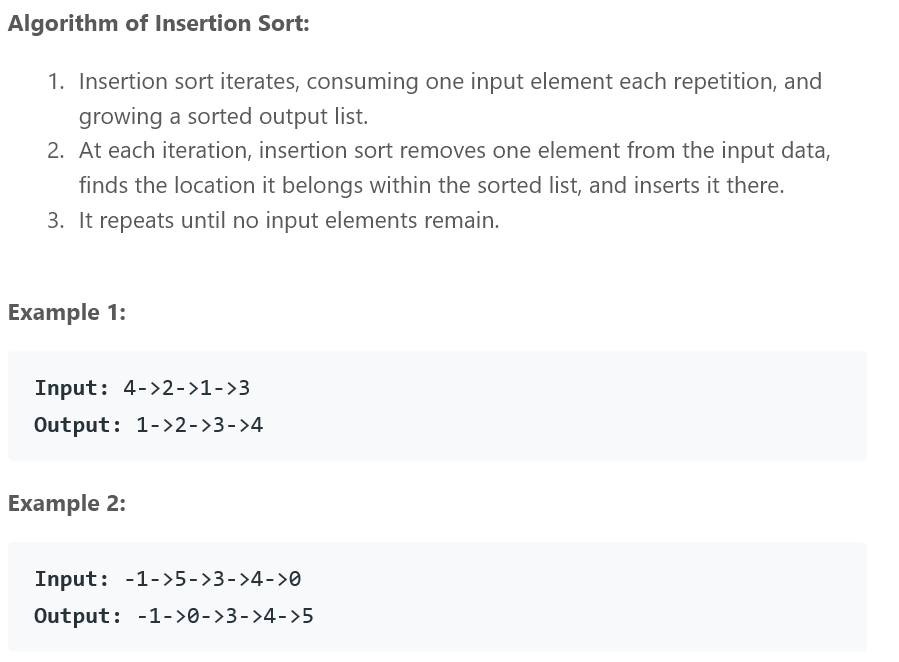 Algorithm of Insertion Sort:
1. Insertion sort iterates, consuming one input element each repetition, and
growing a sorted output list.
2. At each iteration, insertion sort removes one element from the input data,
finds the location it belongs within the sorted list, and inserts it there.
3. It repeats until no input elements remain.
Example 1:
Input: 4->2->1->3
Output: 1->2->3->4
Example 2:
Input: -1->5->3->4->0
Output: -1->0->3->4->5